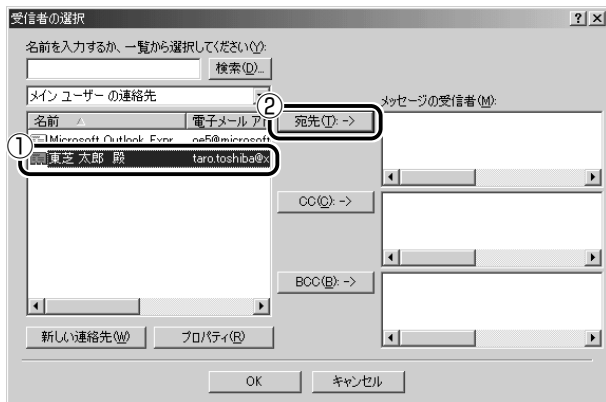 受信者の選択
名前を入力するか、一覧から選択してください(Y):
検索(D)...
メイン ユーザー の連絡先
メッセージの受信者(M):
②
宛先(T): ->
名前 電子メール ア
Microsoft Outlook Expr oe5@microsoft
①
東芝 太郎 殿 taro.toshiba@x
CC(C): ->
BCC(B): ->
新しい連絡先(W) プロパティ(R)
OK キャンセル